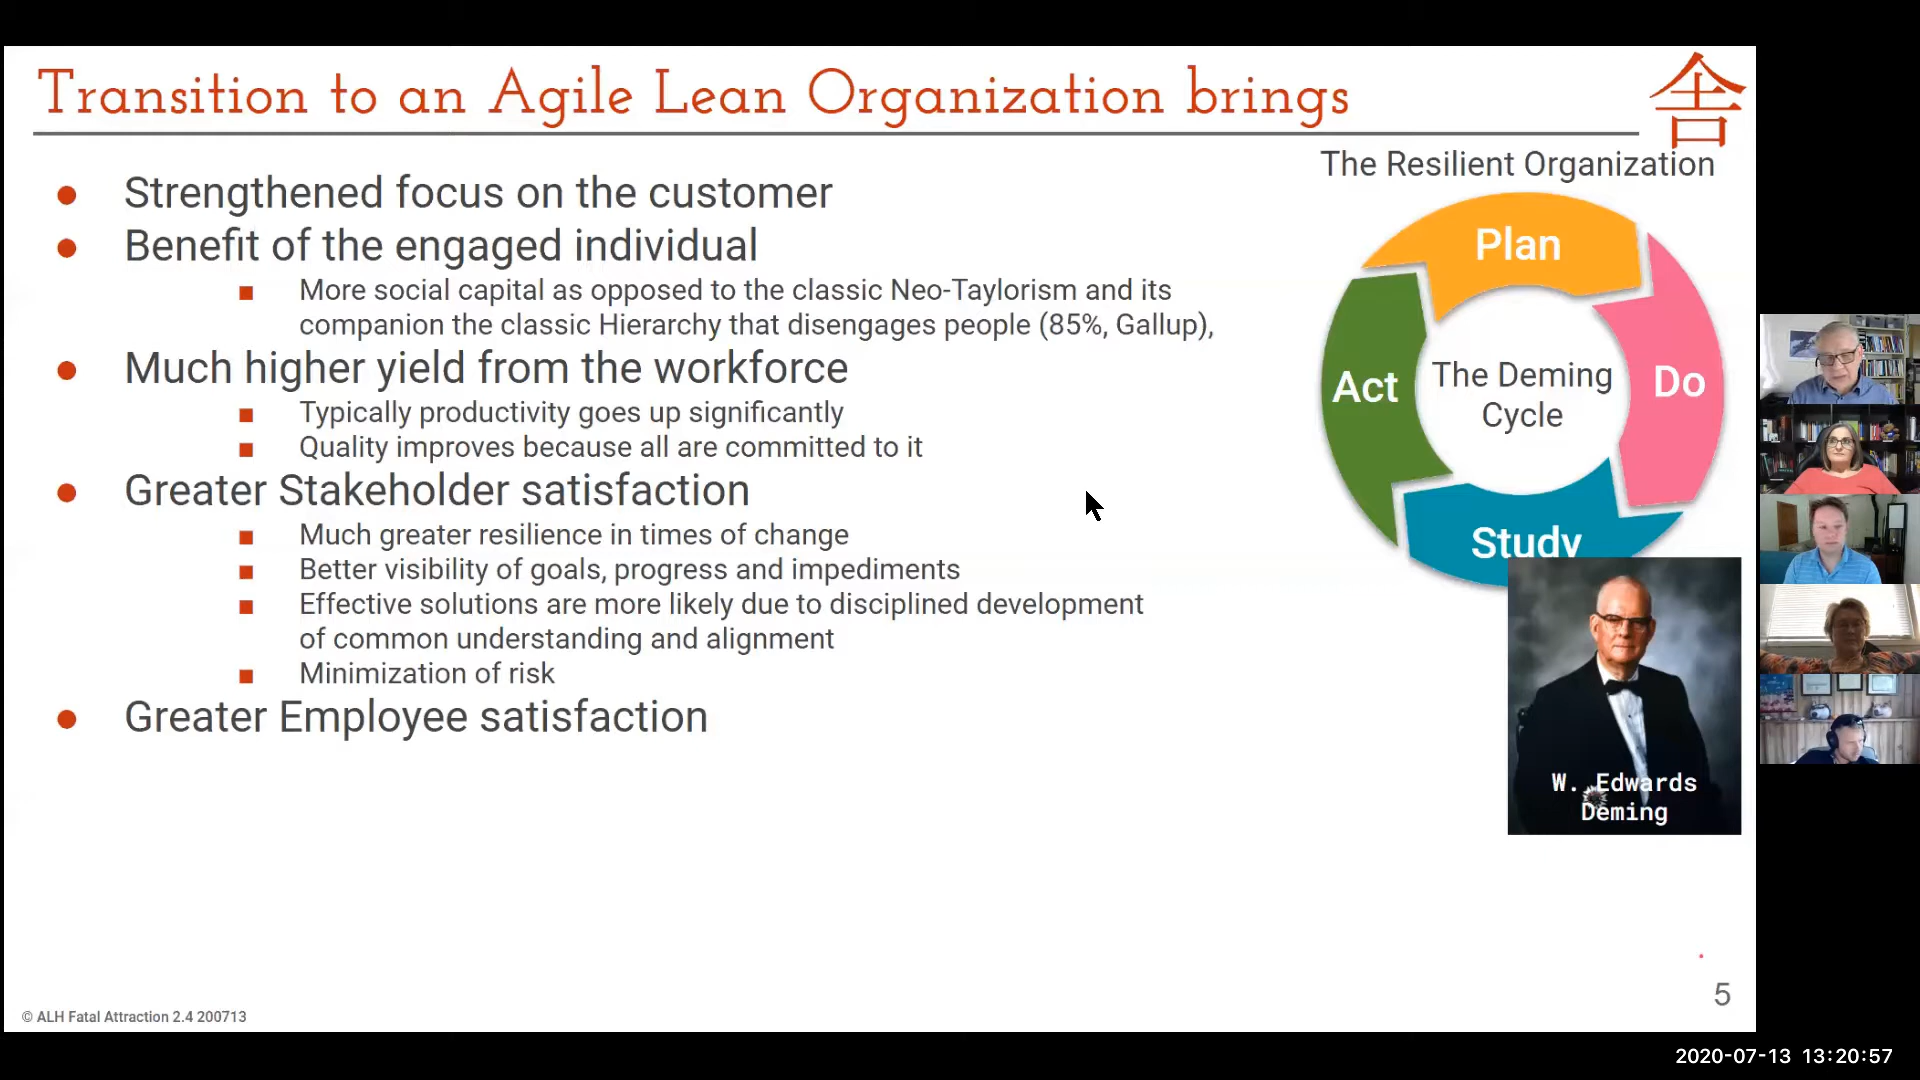 Transition to an Agile Lean Organization brings
舎
The Resilient Organization
Strengthened focus on the customer
Benefit of the engaged individual
More social capital as opposed to the classic Neo-Taylorism and its
companion the classic Hierarchy that disengages people (85%, Gallup),
Much higher yield from the workforce
Typically productivity goes up significantly
Quality improves because all are committed to it
Greater Stakeholder satisfaction
Much greater resilience in times of change
Better visibility of goals, progress and impediments
Effective solutions are more likely due to disciplined development
of common understanding and alignment
Minimization of risk
Greater Employee satisfaction
Plan
Do
Study
Act
The Deming
Cycle
W. Edwards
Deming
5
© ALH Fatal Attraction 2.4 200713
2020-07-13 13:20:57